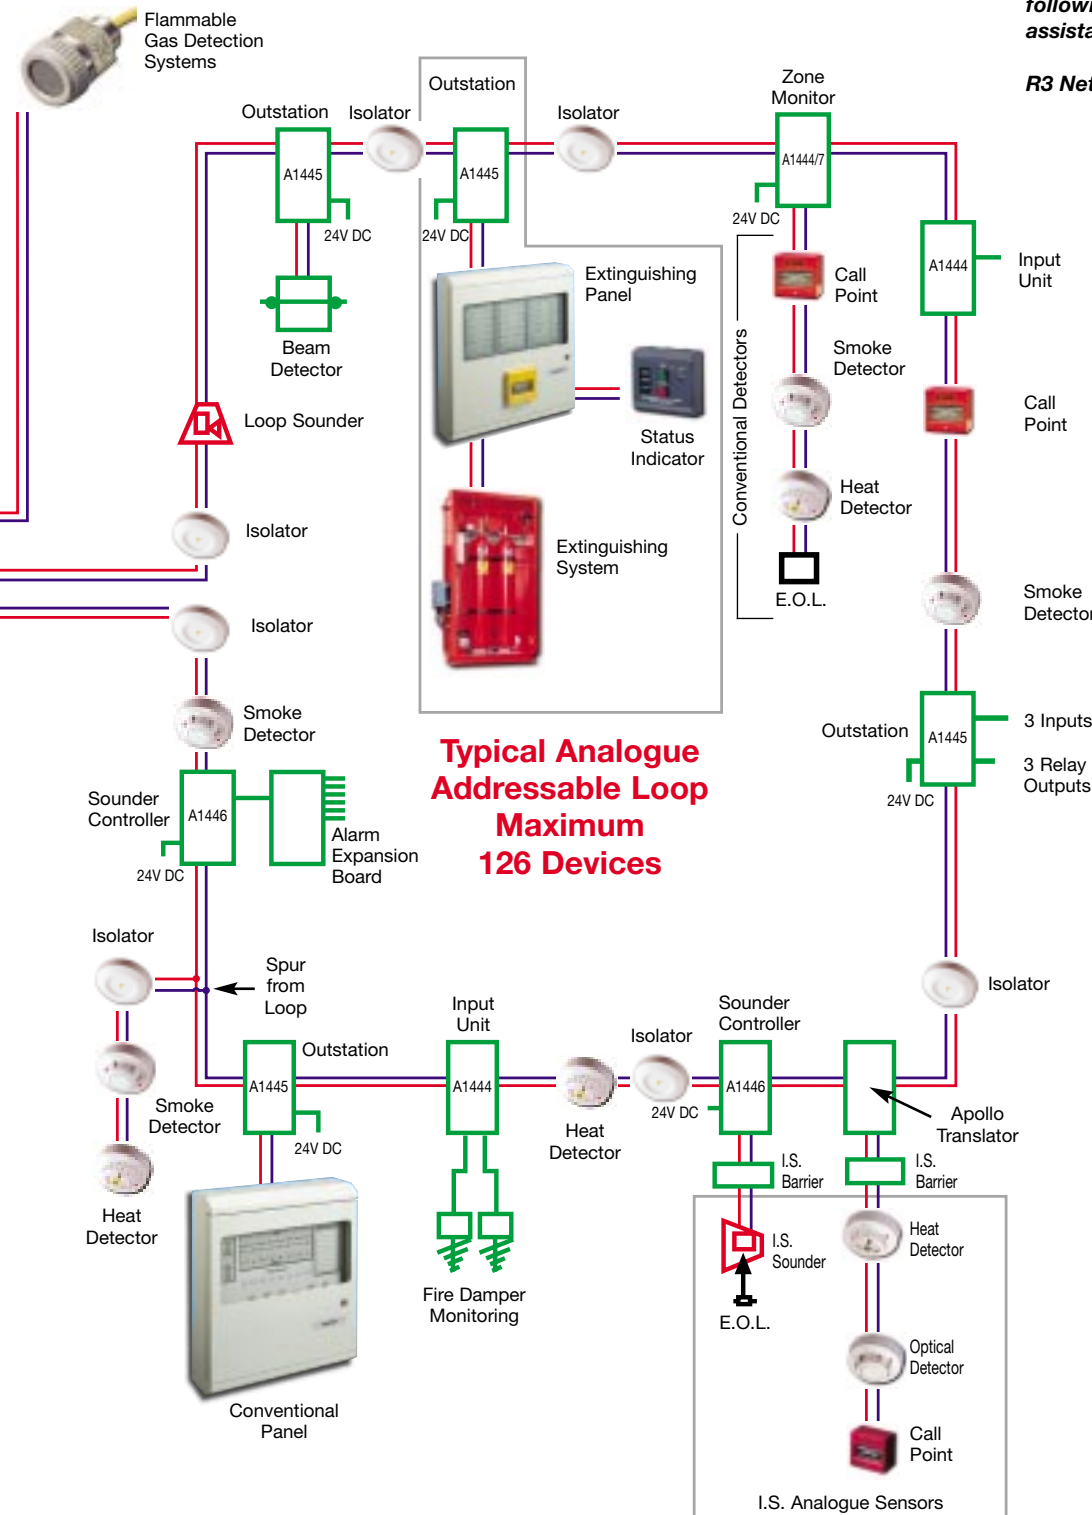 Flammable
Gas Detection
Systems
assista
R3 Net
Outstation
Isolator
Outstation
Isolator
Zone
Monitor
A1445
A1445
A1444/7
24V DC
24V DC
24V DC
A1444
Input
Unit
Beam
Detector
Extinguishing
Panel
Status
Indicator
Conventional Detectors
Call
Point
Smoke
Detector
Heat
Detector
E.O.L.
Call
Point
Loop Sounder
Isolator
Extinguishing
System
Isolator
Smoke
Detector
Smoke
Detector
Outstation
A1445
3 Inputs
3 Relay
Outputs
24V DC
Typical Analogue
Addressable Loop
Maximum
126 Devices
Sounder
Controller
A1446
24V DC
Alarm
Expansion
Board
Isolator
Spur
from
Loop
Isolator
Smoke
Detector
Heat
Detector
Outstation
A1445
24V DC
Conventional
Panel
Input
Unit
A1444
Fire Damper
Monitoring
Heat
Detector
Isolator
Sounder
Controller
A1446
24V DC
Apollo
Translator
I.S.
Barrier
I.S.
Barrier
I.S.
Sounder
E.O.L.
Heat
Detector
Optical
Detector
Call
Point
I.S. Analogue Sensors